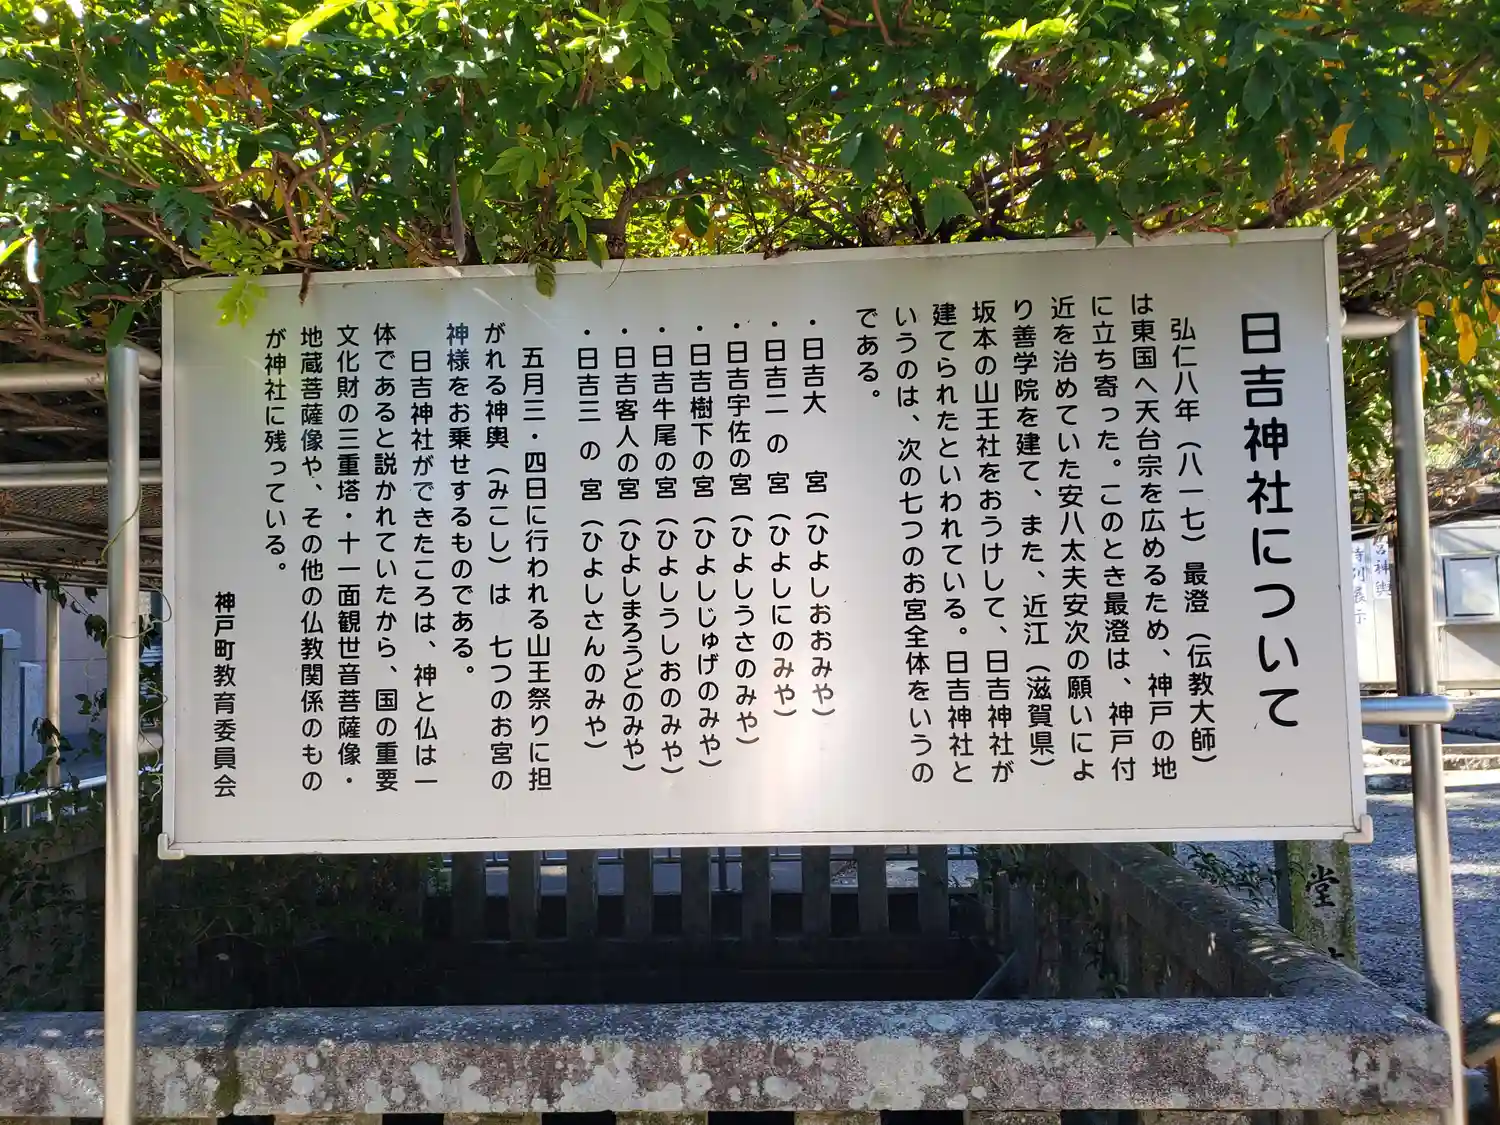 日吉神社について
弘仁八年（八一七）最澄（伝教大師）
は東国へ天台宗を広めるため、神戸の地
に立ち寄った。このとき最澄は、神戸付
近を治めていた安八太夫安次の願いによ
り善学院を建て、また、近江（滋賀県）
坂本の山王社をおうけして、日吉神社が
建てられたといわれている。日吉神社と
いうのは、次の七つのお宮全体をいうの
である。
・日吉大　宮（ひよしおおみや）
・日吉二の宮（ひよしにのみや）
・日吉宇佐の宮（ひよしうさのみや）
・日吉樹下の宮（ひよしじゅげのみや）
・日吉牛尾の宮（ひよしうしおのみや）
・日吉客人の宮（ひよしまろうどのみや）
・日吉三の宮（ひよしさんのみや）
五月三・四日に行われる山王祭りに担
がれる神輿（みこし）は　七つのお宮の
神様をお乗せするものである。
日吉神社ができたころは、神と仏は一
体であると説かれていたから、国の重要
文化財の三重塔・十一面観世音菩薩像・
地蔵菩薩像や、その他の仏教関係のもの
が神社に残っている。
神戸町教育委員会
宮神輿
特別展示
堂